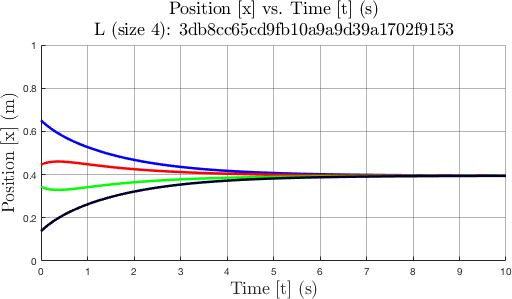 Position [x] vs. Time [t] (s)
L (size 4): 3db8cc65cd9fb10a9a9d39a1702f9153
Position [x] (m)
1
0.8
0.6
0.4
0.2
0
0 1 2 3 4 5 6 7 8 9 10
Time [t] (s)